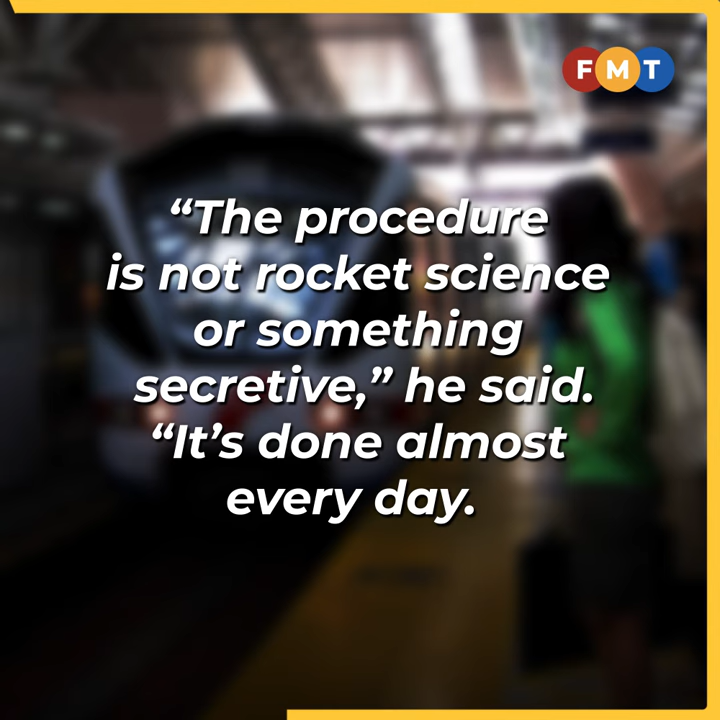 FMT
“The procedure
is not rocket science
or something
secretive,” he said.
“It’s done almost
every day.